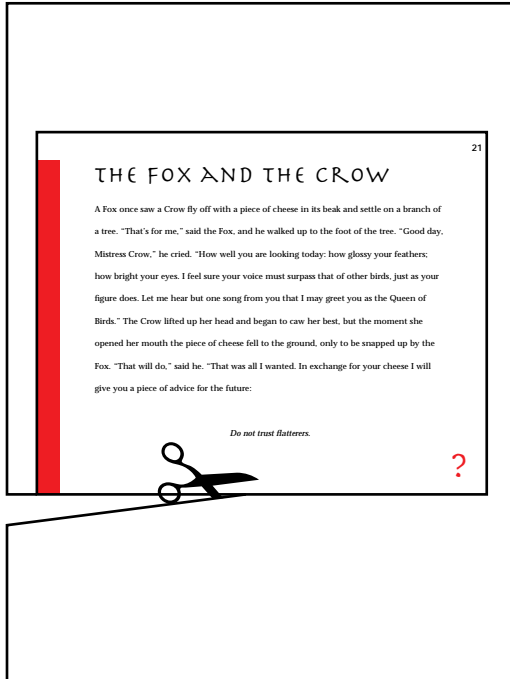 21
THE FOX AND THE CROW
A Fox once saw a Crow fly off with a piece of cheese in its beak and settle on a branch of
a tree. “That’s for me,” said the Fox, and he walked up to the foot of the tree. “Good day,
Mistress Crow,” he cried. “How well you are looking today: how glossy your feathers;
how bright your eyes. I feel sure your voice must surpass that of other birds, just as your
figure does. Let me hear but one song from you that I may greet you as the Queen of
Birds.” The Crow lifted up her head and began to caw her best, but the moment she
opened her mouth the piece of cheese fell to the ground, only to be snapped up by the
Fox. “That will do,” said he. “That was all I wanted. In exchange for your cheese I will
give you a piece of advice for the future:
Do not trust flatterers.
?